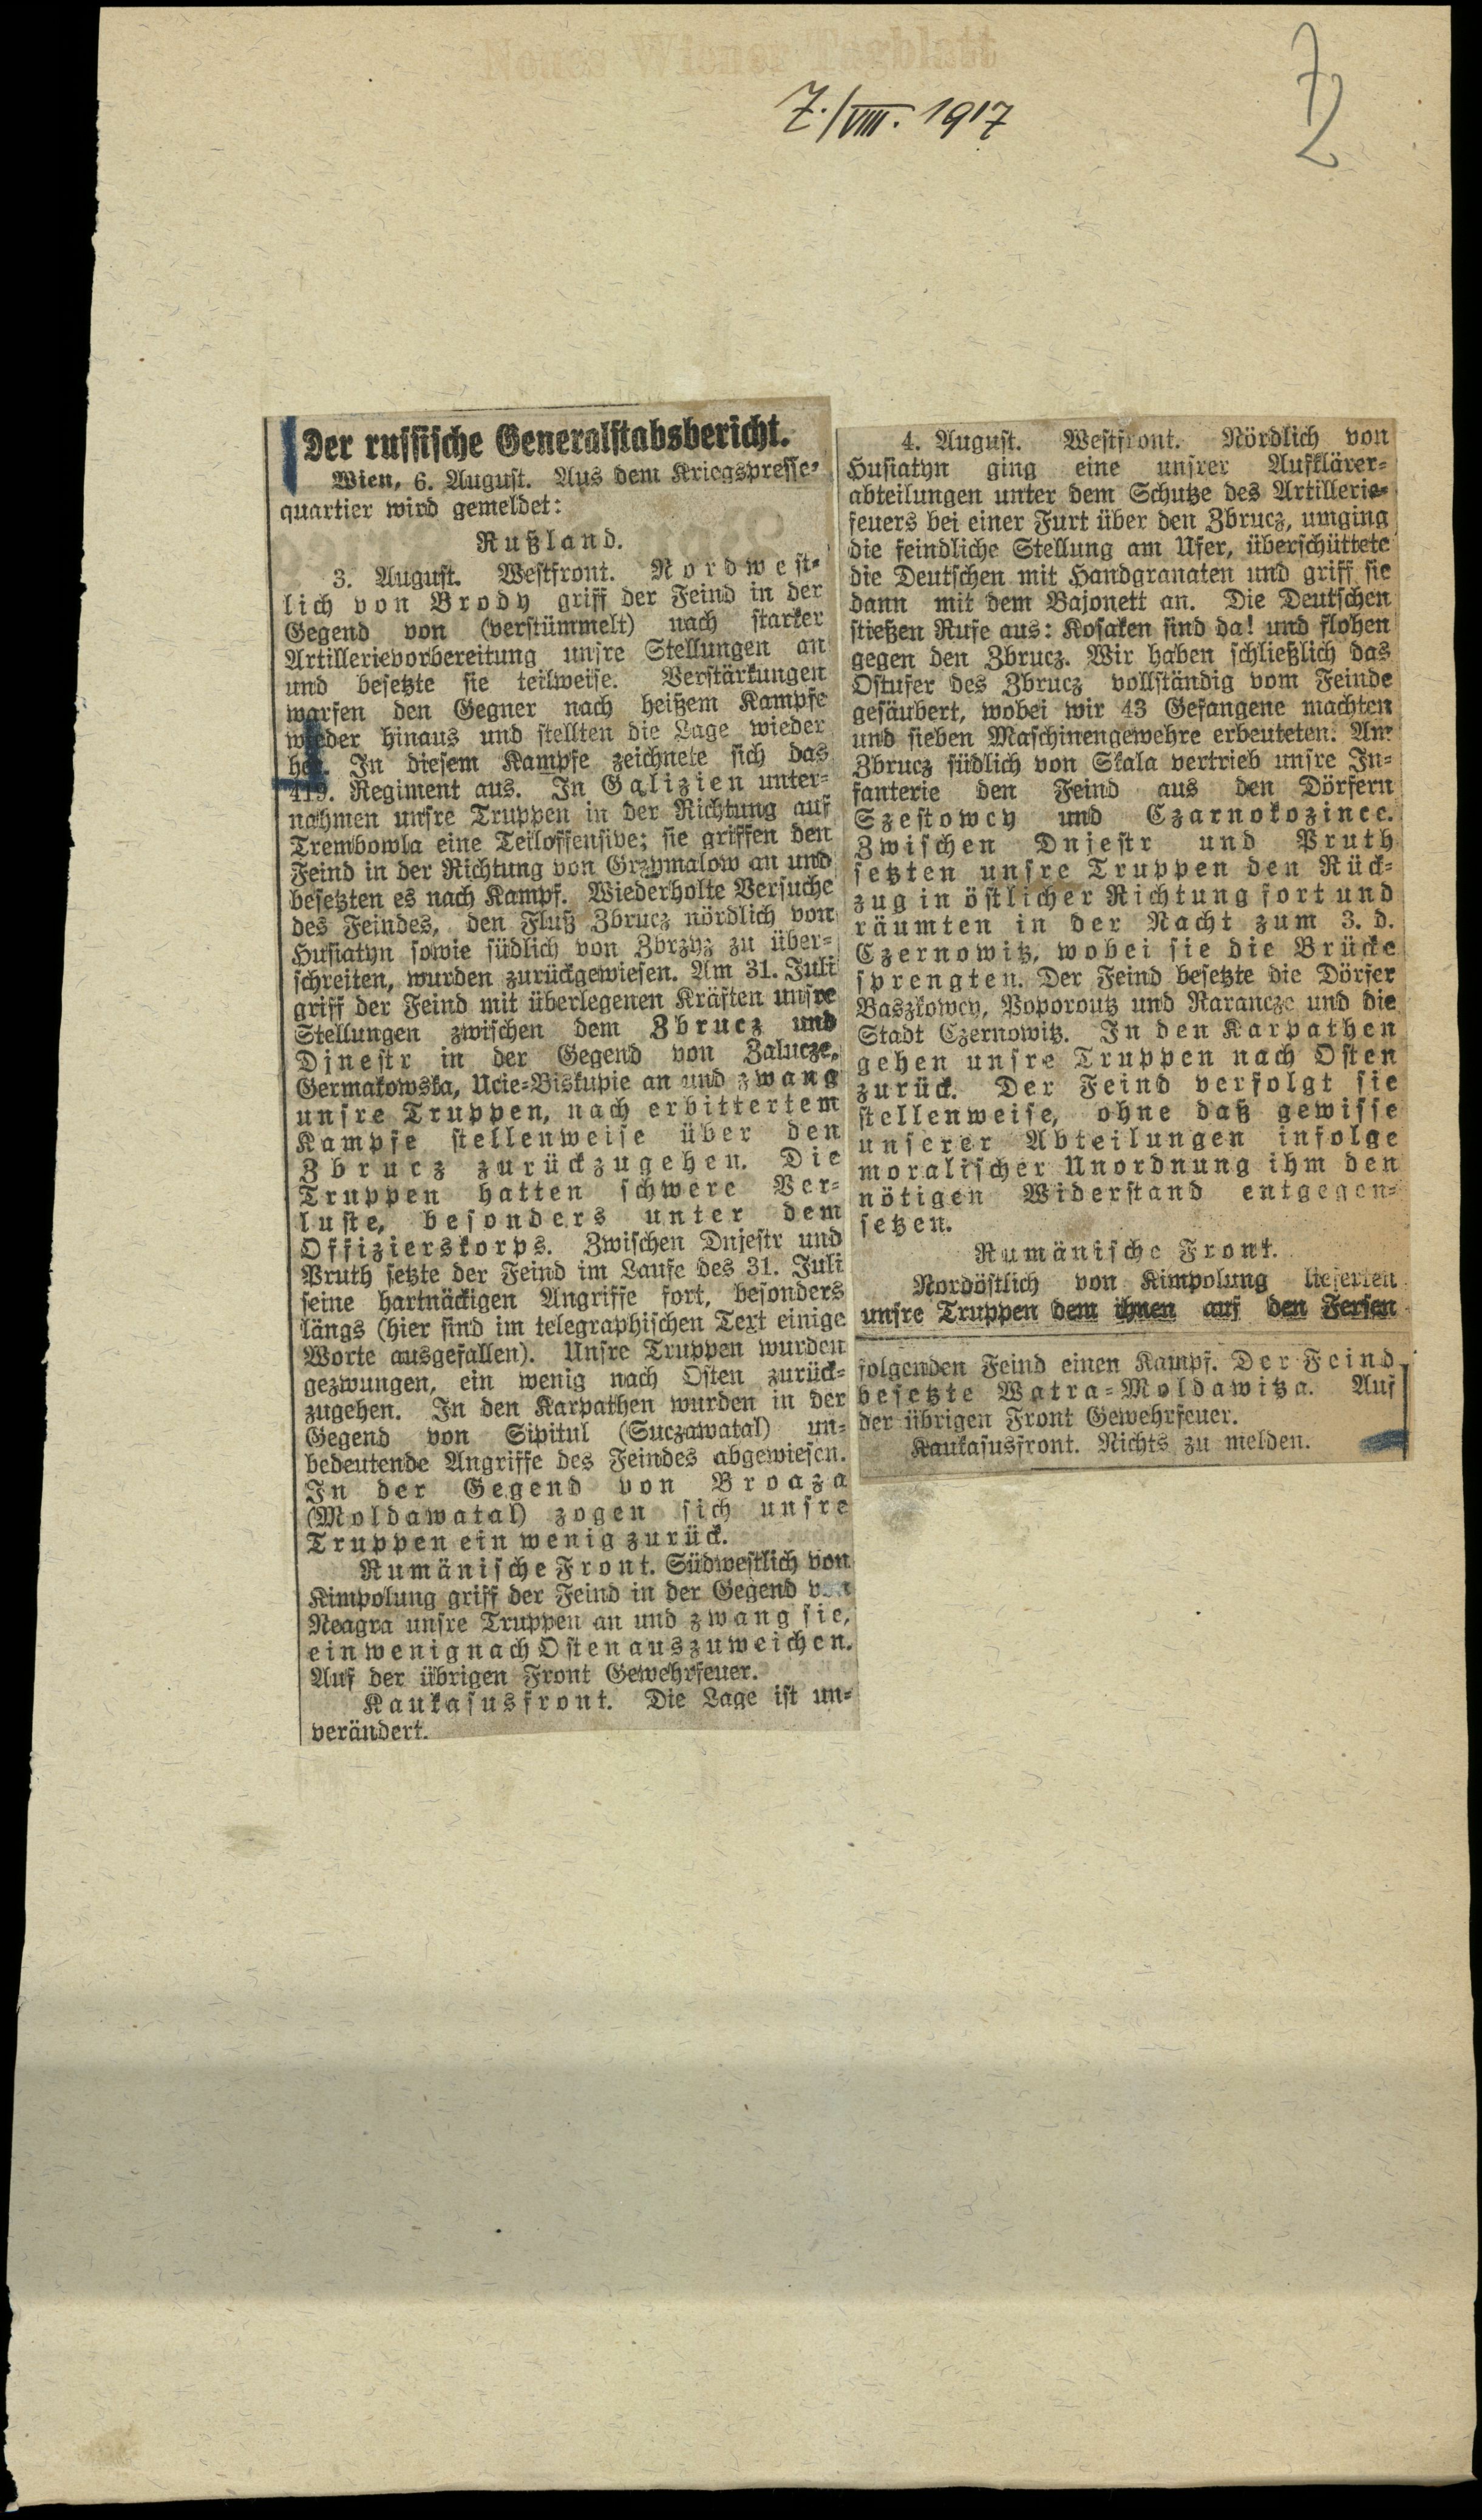 Neues Wiener Tagblatt
7./VIII. 1917
72
Der russische Generalstabsbericht.
Wien, 6. August. Aus dem Kriegspresse-
quartier wird gemeldet:
Rußland.
3. August. Westfront. Nordwest-
lich von Brody griff der Feind in der
Gegend von (verstümmelt) nach starker
Artillerievorbereitung unsre Stellungen an
und besetzte sie teilweise. Verstärkungen
warfen den Gegner nach heißem Kampfe
wieder hinaus und stellten die Lage wieder
her. In diesem Kampfe zeichnete sich das
419. Regiment aus. In Galizien unter-
nahmen unsre Truppen in der Richtung auf
Trembowla eine Teiloffensive; sie griffen den
Feind in der Richtung von Grzymalow an und
besetzten es nach Kampf. Wiederholte Versuche
des Feindes, den Fluß Zbrucz nördlich von
Husiatyn sowie südlich von Zbrzyz zu über-
schreiten, wurden zurückgewiesen. Am 31. Juli
griff der Feind mit überlegenen Kräften unsre
Stellungen zwischen dem Zbrucz und
Dinestr in der Gegend von Zalucze,
Germakowska, Ucie-Biskupie an und zwang
unsre Truppen, nach erbittertem
Kampfe stellenweise über den
Zbrucz zurückzugehen. Die
Truppen hatten schwere Ver-
luste, besonders unter dem
Offizierskorps. Zwischen Dnjestr und
Pruth setzte der Feind im Laufe des 31. Juli
seine hartnäckigen Angriffe fort, besonders
längs (hier sind im telegraphischen Text einige
Worte ausgefallen). Unsre Truppen wurden
gezwungen, ein wenig nach Osten zurück-
zugehen. In den Karpathen wurden in der
Gegend von Sipitul (Suczawatal) un-
bedeutende Angriffe des Feindes abgewiesen.
In der Gegend von Broaza
(Moldawatal) zogen sich unsre
Truppen ein wenig zurück.
Rumänische Front. Südwestlich von
Kimpolung griff der Feind in der Gegend von
Neagra unsre Truppen an und zwang sie,
ein wenig nach Osten auszuweichen.
Auf der übrigen Front Gewehrfeuer.
Kaukasusfront. Die Lage ist un-
verändert.
4. August. Westfront. Nördlich von
Husiatyn ging eine unsrer Aufklärer-
abteilungen unter dem Schutze des Artillerie-
feuers bei einer Furt über den Zbrucz, umging
die feindliche Stellung am Ufer, überschüttete
die Deutschen mit Handgranaten und griff sie
dann mit dem Bajonett an. Die Deutschen
stießen Rufe aus: Kosaken sind da! und flohen
gegen den Zbrucz. Wir haben schließlich das
Ostufer des Zbrucz vollständig vom Feinde
gesäubert, wobei wir 43 Gefangene machten
und sieben Maschinengewehre erbeuteten. Am
Zbrucz südlich von Skala vertrieb unsre In-
fanterie den Feind aus den Dörfern
Szestowcy und Czarnokozince.
Zwischen Dnjestr und Pruth
setzten unsre Truppen den Rück-
zug in östlicher Richtung fort und
räumten in der Nacht zum 3. d.
Czernowitz, wobei sie die Brücke
sprengten. Der Feind besetzte die Dörfer
Baszkowcy, Poporoutz und Rarancze und die
Stadt Czernowitz. In den Karpathen
gehen unsre Truppen nach Osten
zurück. Der Feind verfolgt sie
stellenweise, ohne daß gewisse
unserer Abteilungen infolge
moralischer Unordnung ihm den
nötigen Widerstand entgegen-
setzen.
Rumänische Front.
Nordöstlich von Kimpolung lieferten
unsre Truppen dem ihnen auf den Fersen
folgenden Feind einen Kampf. Der Feind
besetzte Watra-Moldawitza. Auf
der übrigen Front Gewehrfeuer.
Kaukasusfront. Nichts zu melden.